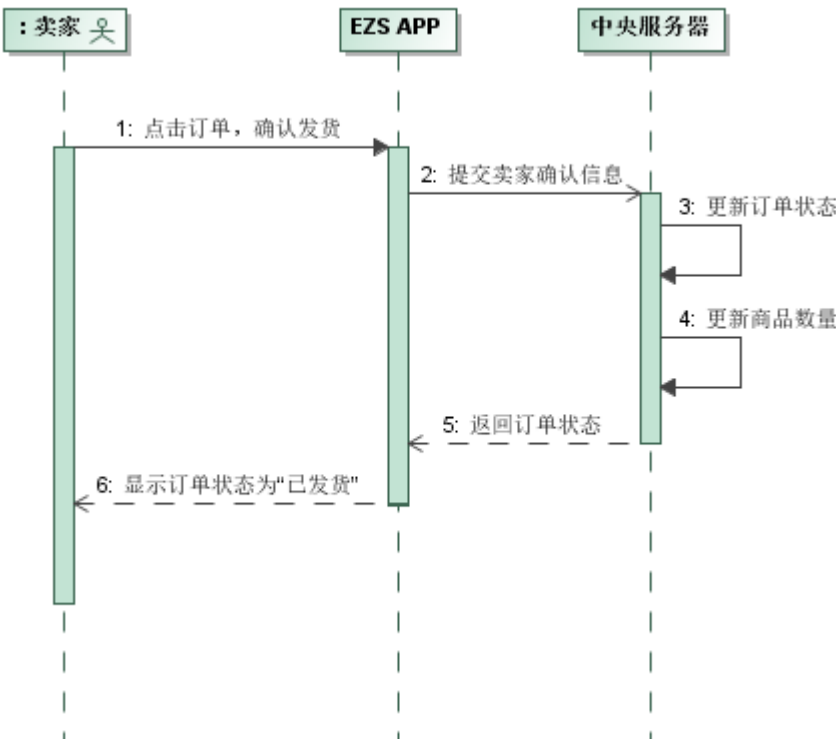 : 卖家
EZS APP
中央服务器
1: 点击订单，确认发货
2: 提交卖家确认信息
3: 更新订单状态
4: 更新商品数量
5: 返回订单状态
6: 显示订单状态为“已发货”